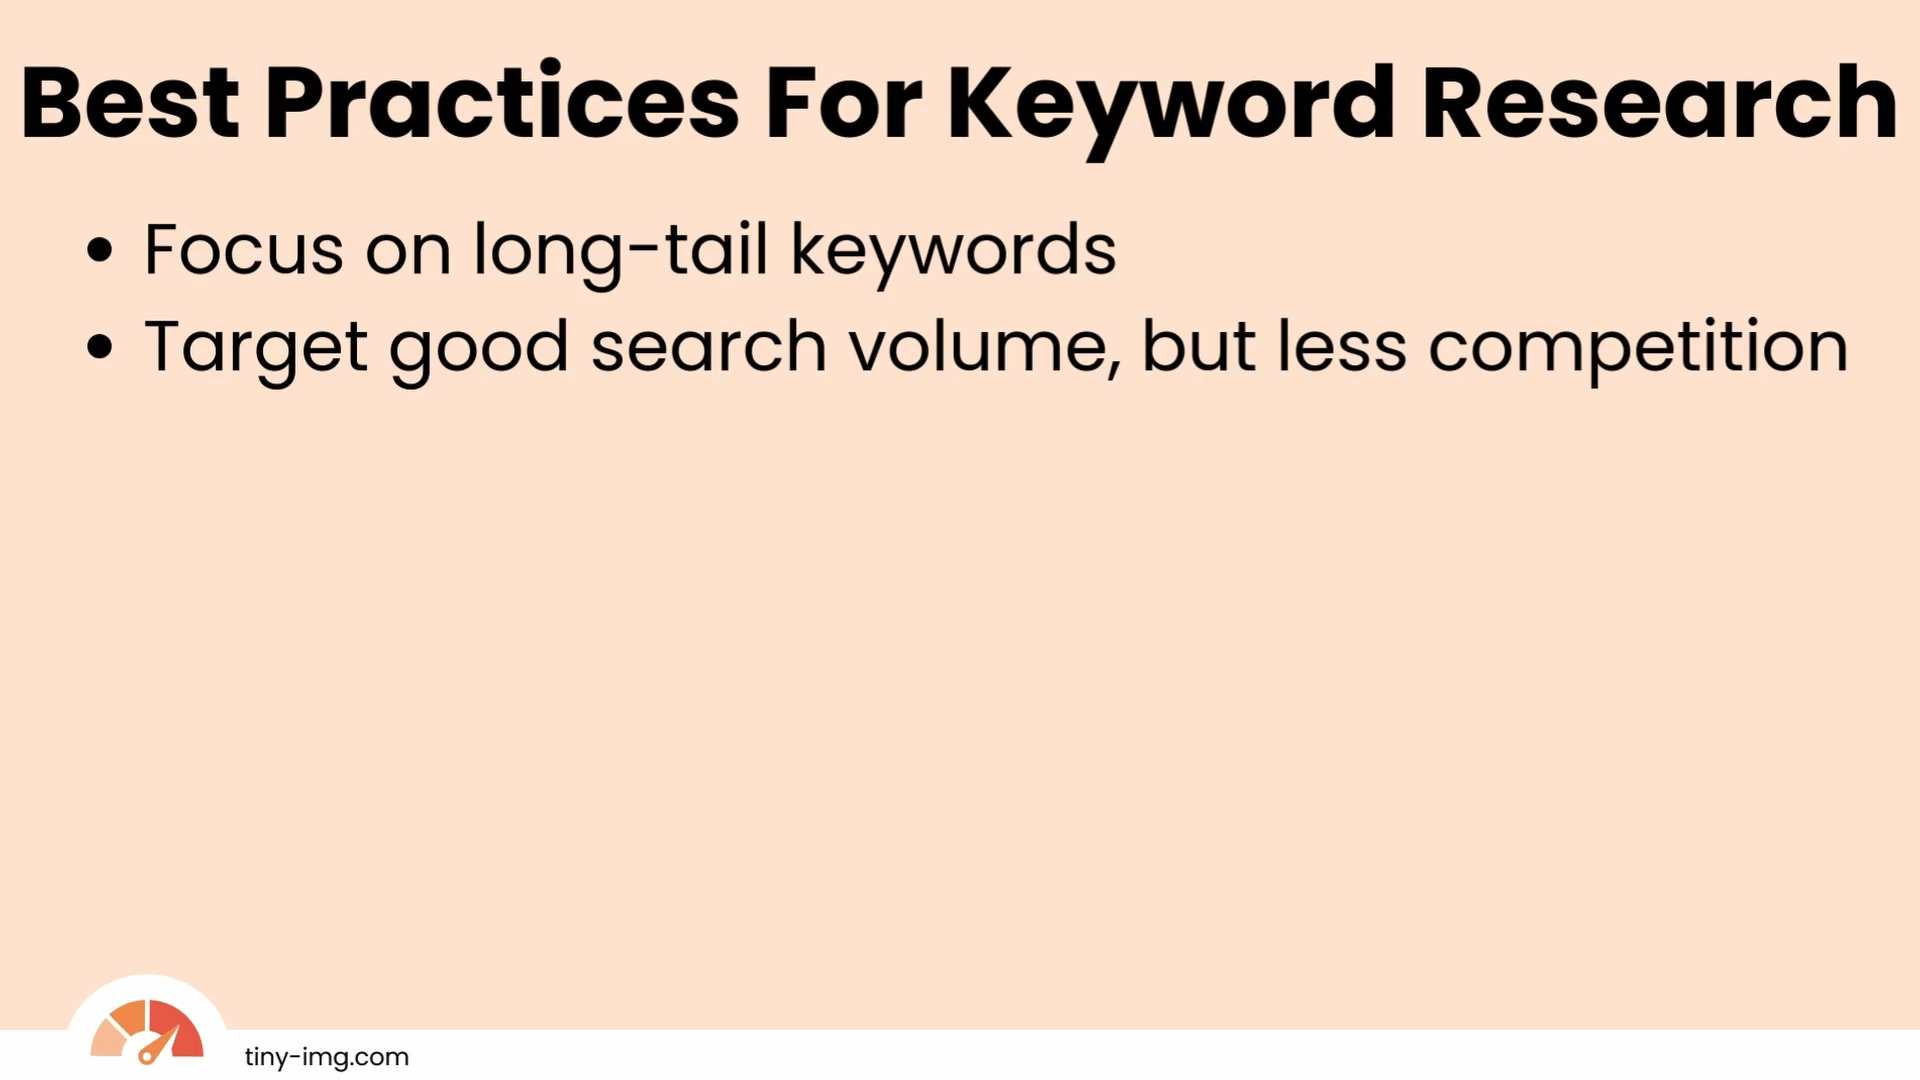 Best Practices For Keyword Research
• Focus on long-tail keywords
• Target good search volume, but less competition
tiny-img.com